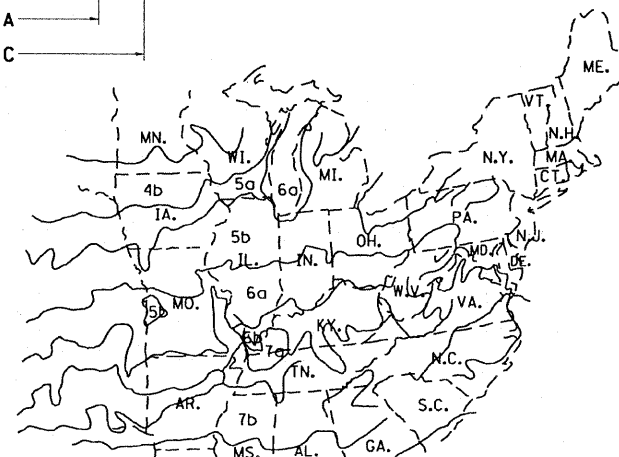 A
C
ME.
VT.
N.H.
MN.
WI.
N.Y.
MA.
CT.
4b
5a
6a
MI.
IA.
PA.
5b
OH.
N.J.
IL.
IN.
MD.
DE.
6a
W.V.
VA.
5b
MO.
KY.
6b
7a
N.C.
TN.
AR.
S.C.
7b
MS.
AL.
GA.